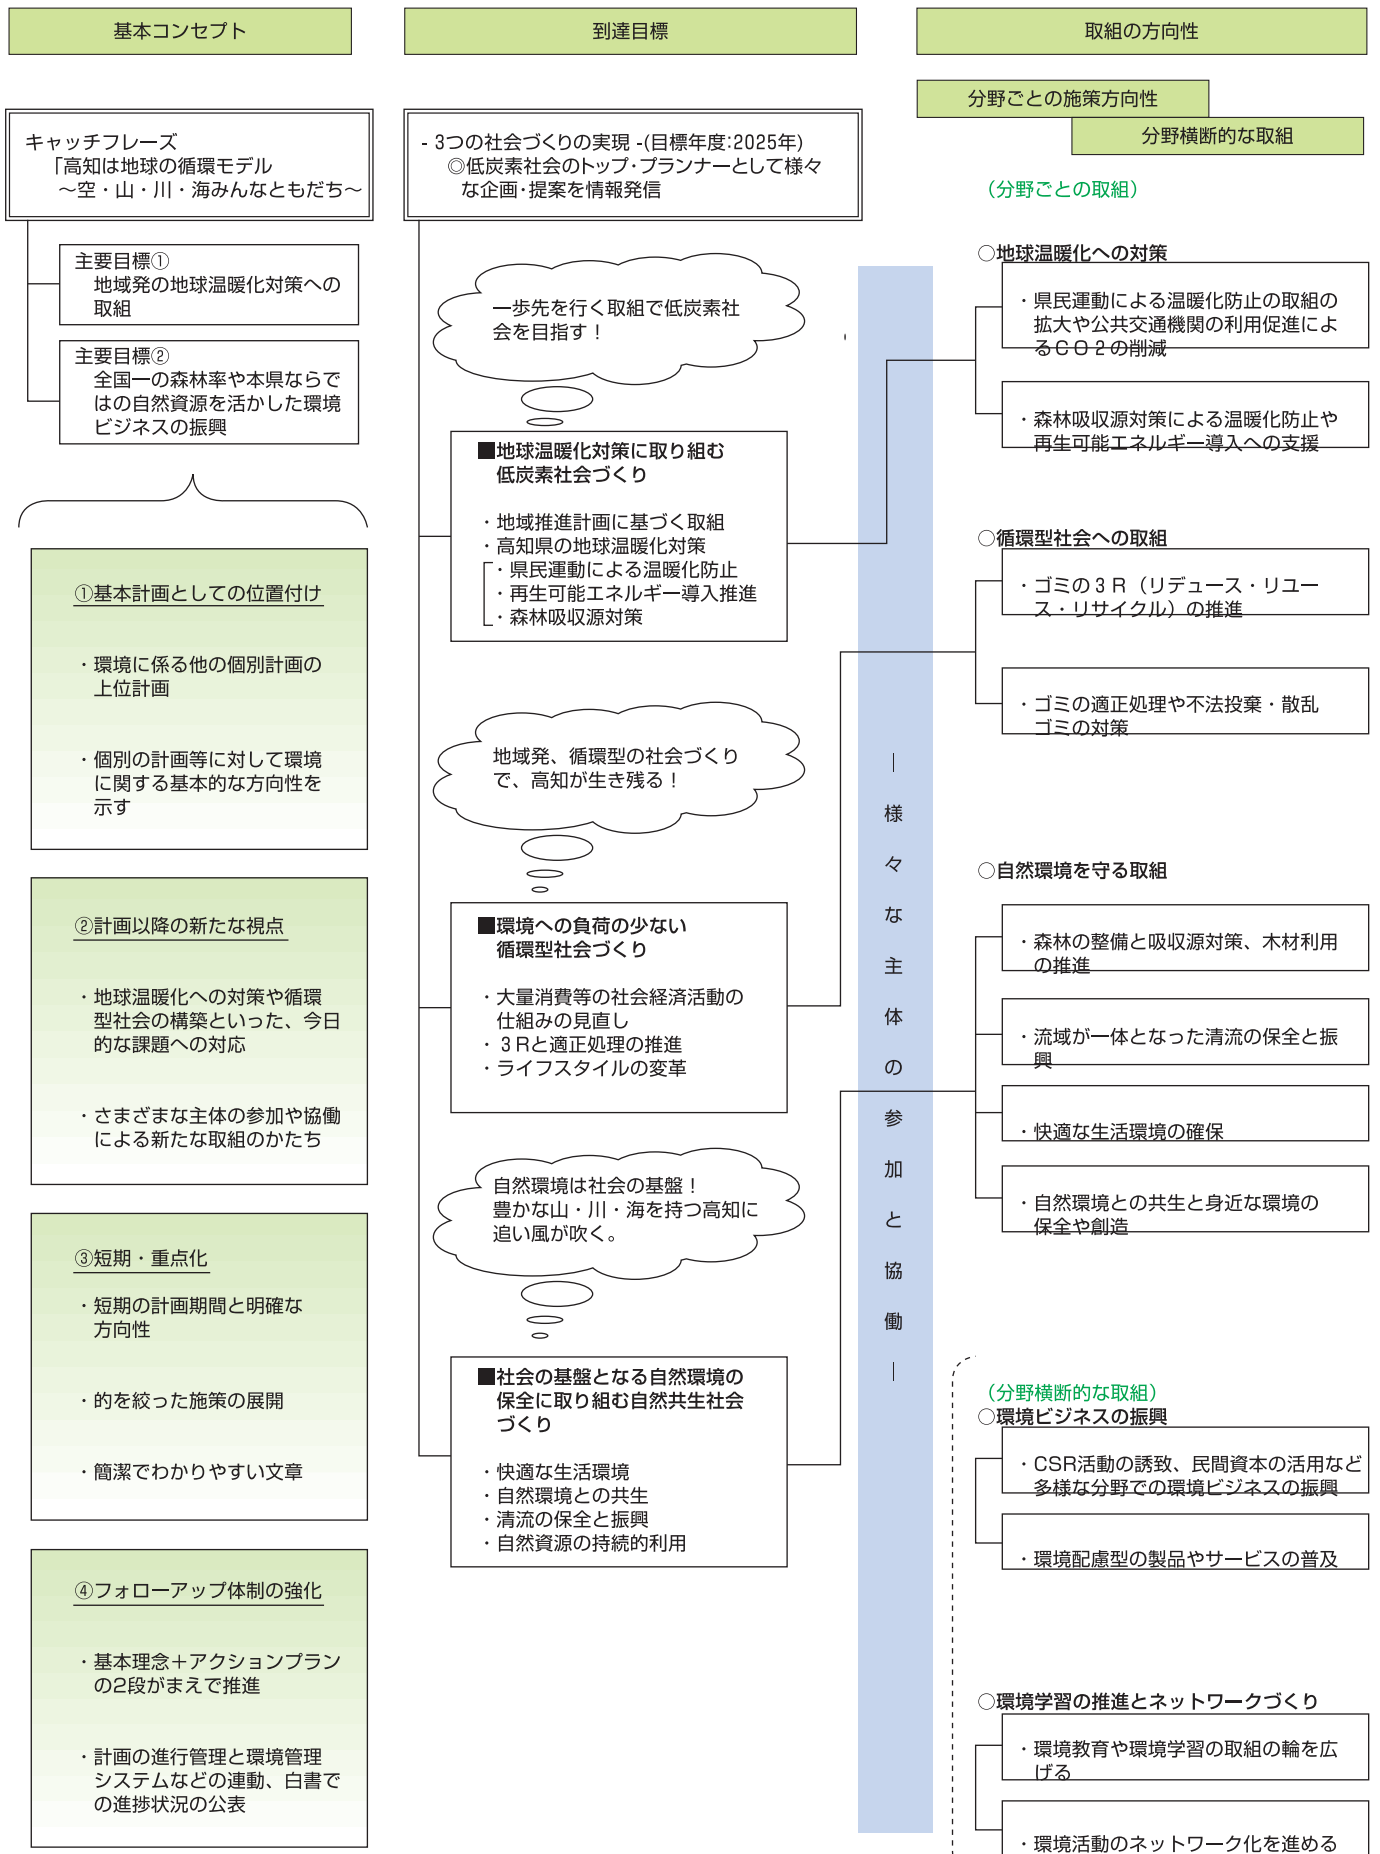 基本コンセプト
キャッチフレーズ
「高知は地球の循環モデル
～空・山・川・海みんなともだち～
主要目標①
地域発の地球温暖化対策への
取組
主要目標②
全国一の森林率や本県ならで
はの自然資源を活かした環境
ビジネスの振興
①基本計画としての位置付け
・環境に係る他の個別計画の
上位計画
・個別の計画等に対して環境
に関する基本的な方向性を
示す
②計画以降の新たな視点
・地球温暖化への対策や循環
型社会の構築といった、今日
的な課題への対応
・さまざまな主体の参加や協働
による新たな取組のかたち
③短期・重点化
・短期の計画期間と明確な
方向性
・的を絞った施策の展開
・簡潔でわかりやすい文章
④フォローアップ体制の強化
・基本理念＋アクションプラン
の2段がまえで推進
・計画の進行管理と環境管理
システムなどの連動、白書で
の進捗状況の公表
到達目標
- 3つの社会づくりの実現 -(目標年度:2025年)
◎低炭素社会のトップ・プランナーとして様々
な企画・提案を情報発信
一歩先を行く取組で低炭素社
会を目指す！
■地球温暖化対策に取り組む
低炭素社会づくり
・地域推進計画に基づく取組
・高知県の地球温暖化対策
・県民運動による温暖化防止
・再生可能エネルギー導入推進
・森林吸収源対策
地域発、循環型の社会づくり
で、高知が生き残る！
■環境への負荷の少ない
循環型社会づくり
・大量消費等の社会経済活動の
仕組みの見直し
・３Rと適正処理の推進
・ライフスタイルの変革
自然環境は社会の基盤！
豊かな山・川・海を持つ高知に
追い風が吹く。
■社会の基盤となる自然環境の
保全に取り組む自然共生社会
づくり
・快適な生活環境
・自然環境との共生
・清流の保全と振興
・自然資源の持続的利用
｜様々な主体の参加と協働｜
取組の方向性
分野ごとの施策方向性
分野横断的な取組
（分野ごとの取組）
○地球温暖化への対策
・県民運動による温暖化防止の取組の
拡大や公共交通機関の利用促進によ
るＣＯ２の削減
・森林吸収源対策による温暖化防止や
再生可能エネルギー導入への支援
○循環型社会への取組
・ゴミの３Ｒ（リデュース・リユー
ス・リサイクル）の推進
・ゴミの適正処理や不法投棄・散乱
ゴミの対策
○自然環境を守る取組
・森林の整備と吸収源対策、木材利用
の推進
・流域が一体となった清流の保全と振
興
・快適な生活環境の確保
・自然環境との共生と身近な環境の
保全や創造
（分野横断的な取組）
○環境ビジネスの振興
・CSR活動の誘致、民間資本の活用など
多様な分野での環境ビジネスの振興
・環境配慮型の製品やサービスの普及
○環境学習の推進とネットワークづくり
・環境教育や環境学習の取組の輪を広
げる
・環境活動のネットワーク化を進める